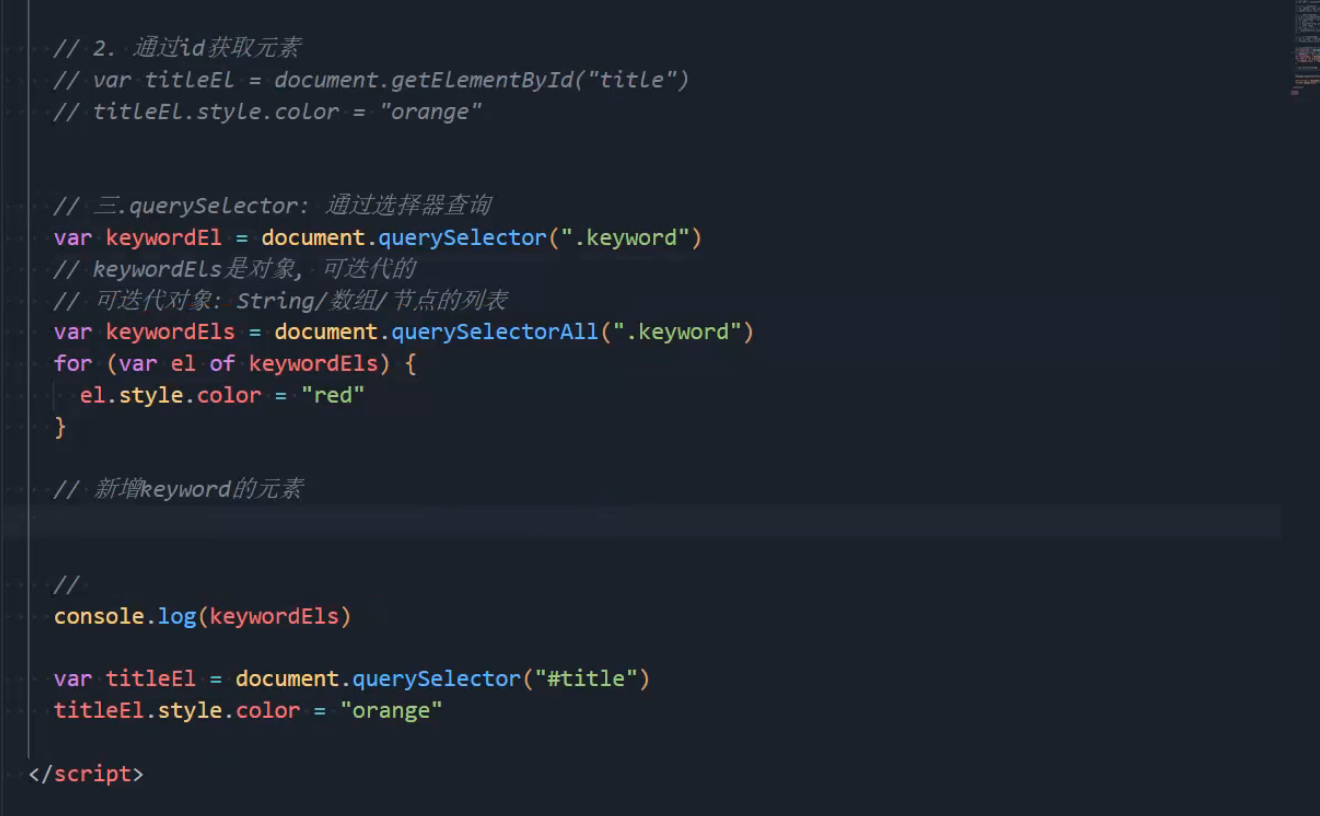 // 2. 通过id获取元素
// var titleEl = document.getElementById("title")
// titleEl.style.color = "orange"
// 三.querySelector: 通过选择器查询
var keywordEl = document.querySelector(".keyword")
// keywordEls是对象, 可迭代的
// 可迭代对象: String/数组/节点的列表
var keywordEls = document.querySelectorAll(".keyword")
for (var el of keywordEls) {
el.style.color = "red"
}
// 新增keyword的元素
//
console.log(keywordEls)
var titleEl = document.querySelector("#title")
titleEl.style.color = "orange"
</script>